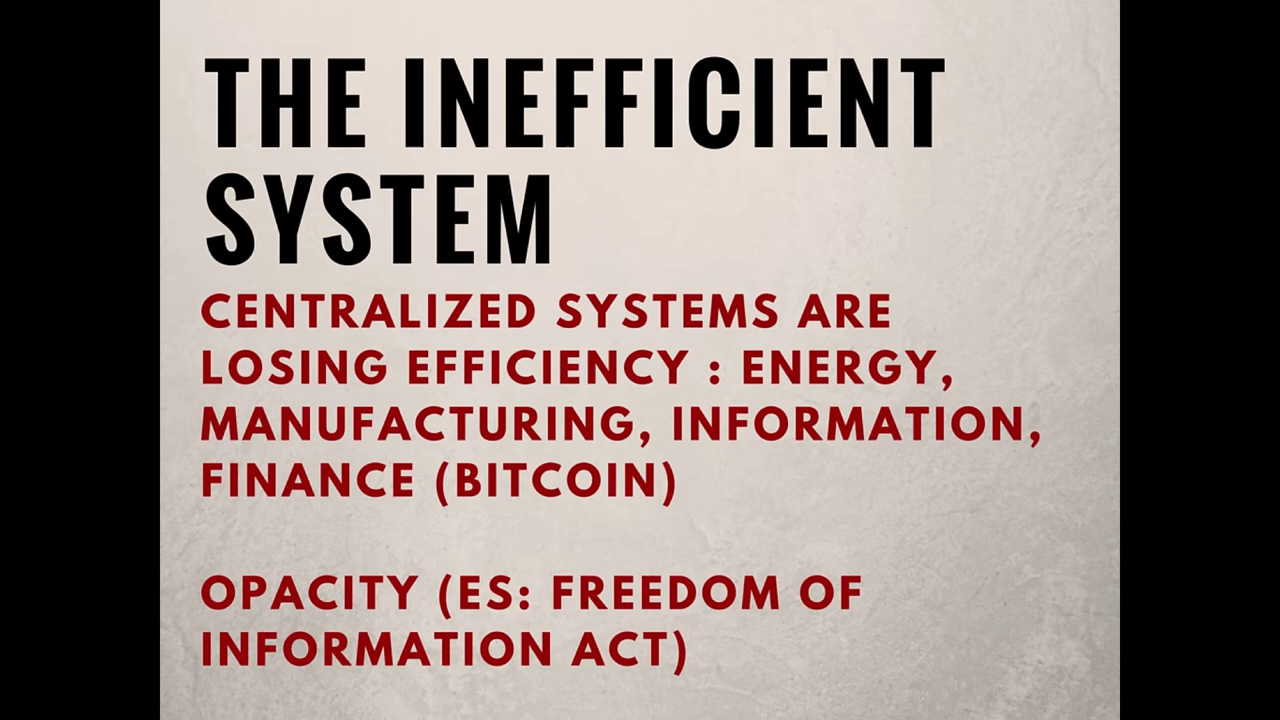 THE INEFFICIENT
SYSTEM
CENTRALIZED SYSTEMS ARE
LOSING EFFICIENCY : ENERGY,
MANUFACTURING, INFORMATION,
FINANCE (BITCOIN)
OPACITY (ES: FREEDOM OF
INFORMATION ACT)